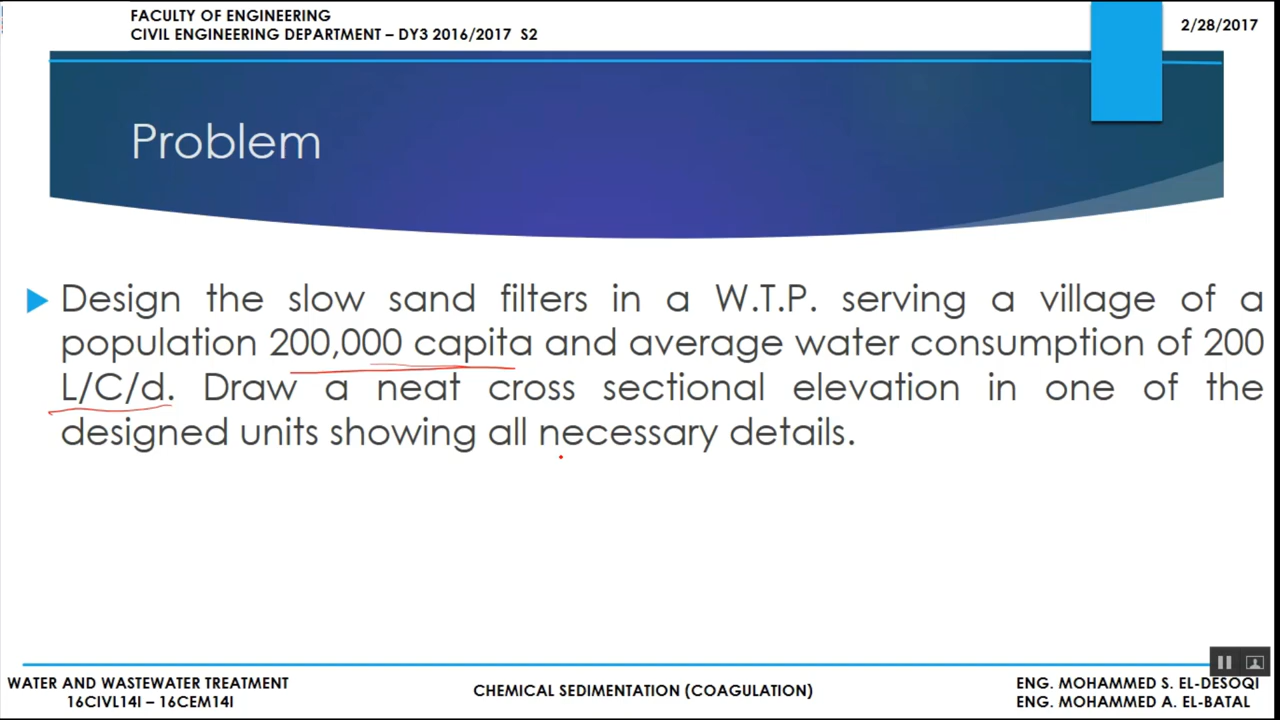 FACULTY OF ENGINEERING
CIVIL ENGINEERING DEPARTMENT – DY3 2016/2017 S2
2/28/2017
Problem
Design the slow sand filters in a W.T.P. serving a village of a
population 200,000 capita and average water consumption of 200
L/C/d. Draw a neat cross sectional elevation in one of the
designed units showing all necessary details.
WATER AND WASTEWATER TREATMENT
16CIVL14I – 16CEM14I
CHEMICAL SEDIMENTATION (COAGULATION)
ENG. MOHAMMED S. EL-DESOQI
ENG. MOHAMMED A. EL-BATAL